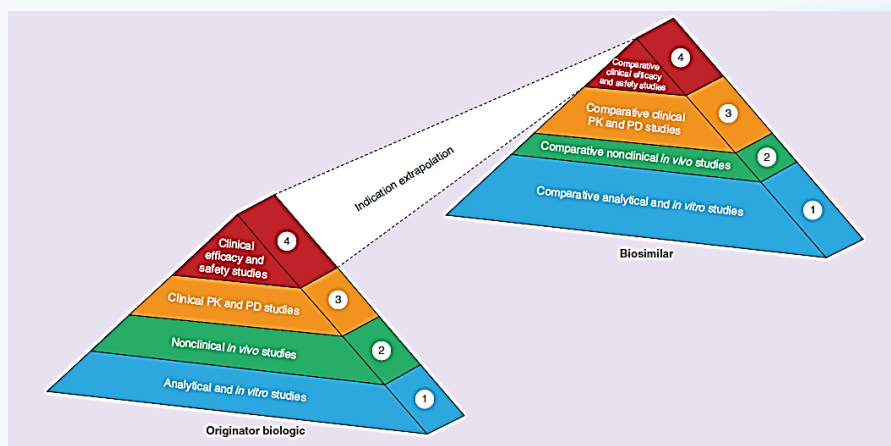 Comparative
clinical efficacy
and safety studies
4
Comparative clinical
PK and PD studies
3
Comparative nonclinical in vivo studies
2
Comparative analytical and in vitro studies
1
Biosimilar
Indication extrapolation
Clinical
efficacy and
safety studies
4
Clinical PK and PD studies
3
Nonclinical in vivo studies
2
Analytical and in vitro studies
1
Originator biologic